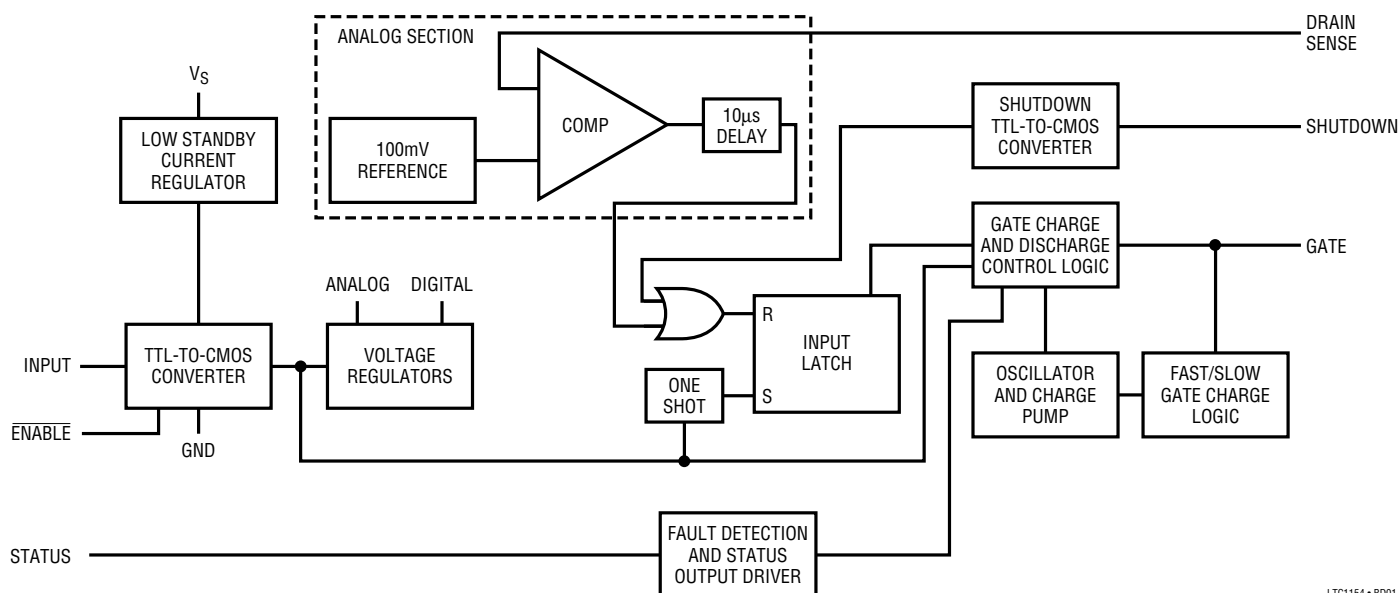 DRAIN
SENSE
ANALOG SECTION
VS
LOW STANDBY
CURRENT
REGULATOR
100mV
REFERENCE
COMP
10μs
DELAY
SHUTDOWN
TTL-TO-CMOS
CONVERTER
SHUTDOWN
GATE CHARGE
AND DISCHARGE
CONTROL LOGIC
GATE
ANALOG
DIGITAL
INPUT
TTL-TO-CMOS
CONVERTER
VOLTAGE
REGULATORS
R
INPUT
LATCH
S
ONE
SHOT
OSCILLATOR
AND CHARGE
PUMP
FAST/SLOW
GATE CHARGE
LOGIC
ENABLE
GND
STATUS
FAULT DETECTION
AND STATUS
OUTPUT DRIVER
LTC1154 • BD01